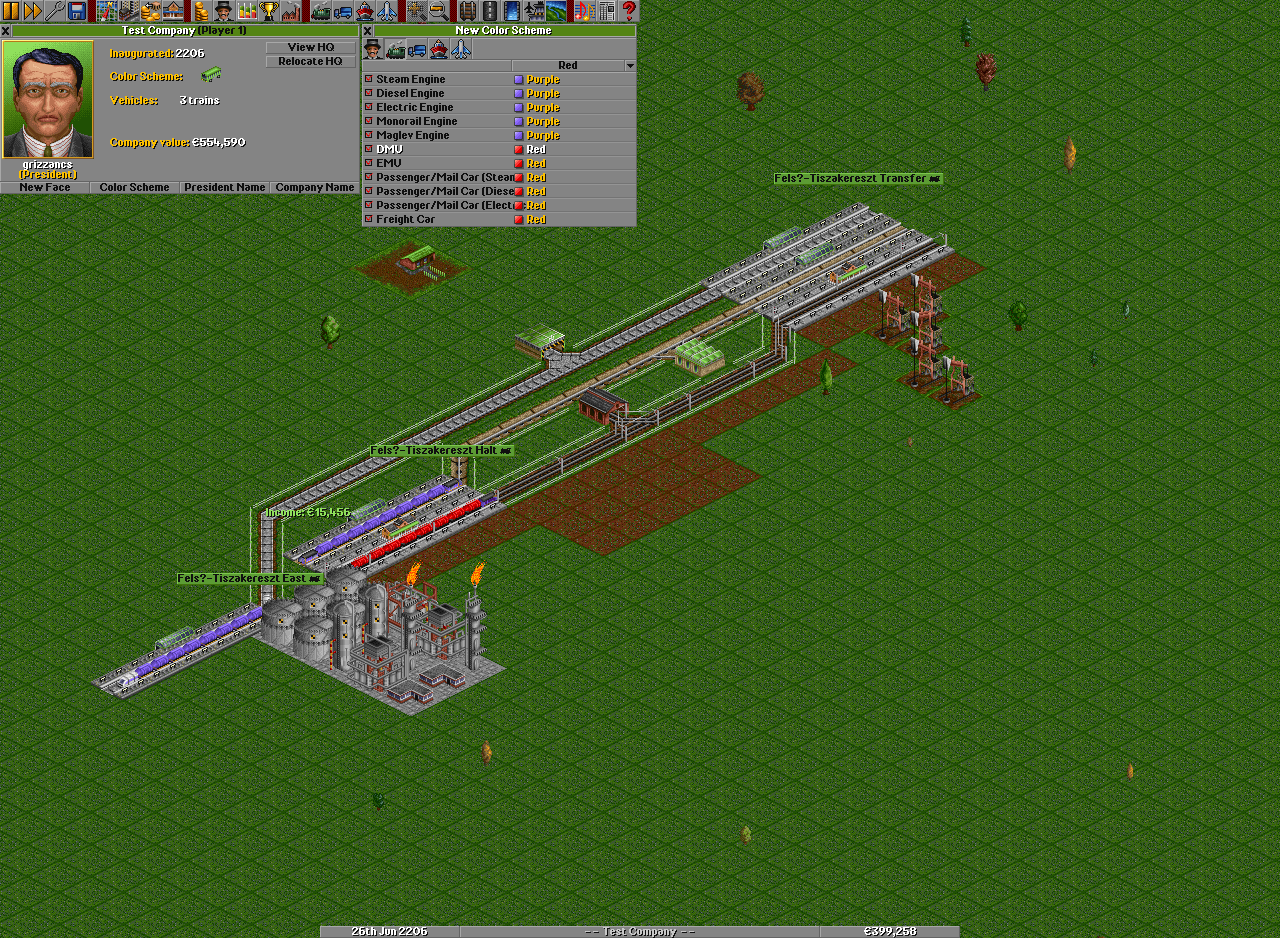 Test Company (Player 1)
Inaugurated: 2206
Color Scheme:
Vehicles: 3 trains
Company value: €554,590
View HQ
Relocate HQ
grizzancs
(President)
New Face
Color Scheme
President Name
Company Name
New Color Scheme
Red
Steam Engine Purple
Diesel Engine Purple
Electric Engine Purple
Monorail Engine Purple
Maglev Engine Purple
DMU Red
EMU Red
Passenger/Mail Car (Stea Red
Passenger/Mail Car (Diese Red
Passenger/Mail Car (Elect Red
Freight Car Red
Fels?-Tiszakereszt Transfer
Fels?-Tiszakereszt Halt
Income: €15,456
Fels?-Tiszakereszt East
26th Jun 2206
-- Test Company --
€399,258